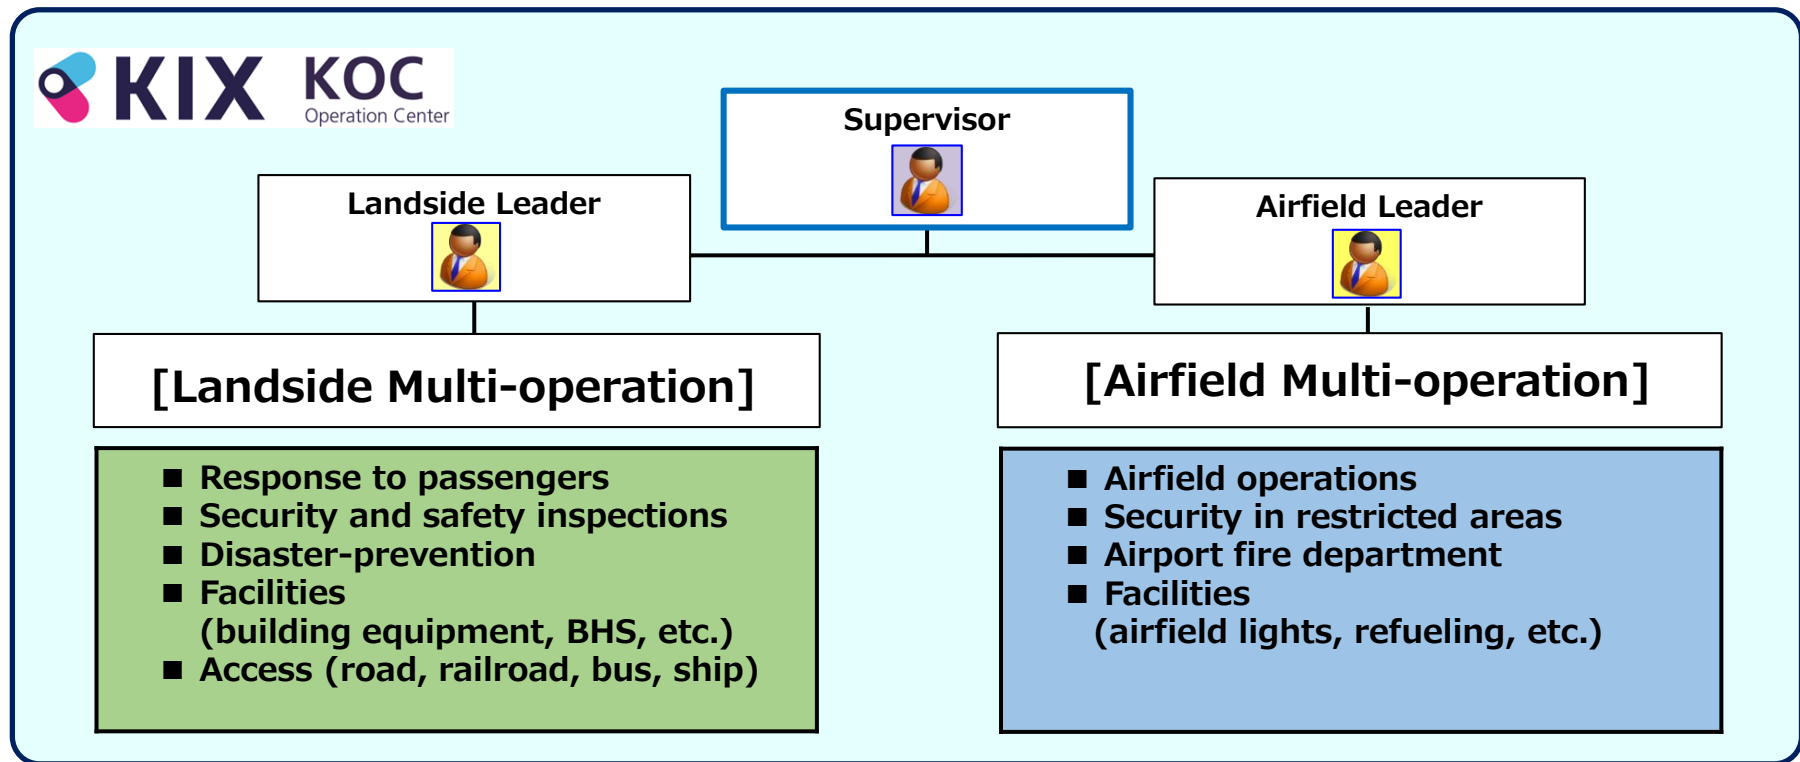 KIX KOC
Operation Center
Supervisor
Landside Leader
Airfield Leader
[Landside Multi-operation]
■ Response to passengers
■ Security and safety inspections
■ Disaster-prevention
■ Facilities
(building equipment, BHS, etc.)
■ Access (road, railroad, bus, ship)
[Airfield Multi-operation]
■ Airfield operations
■ Security in restricted areas
■ Airport fire department
■ Facilities
(airfield lights, refueling, etc.)